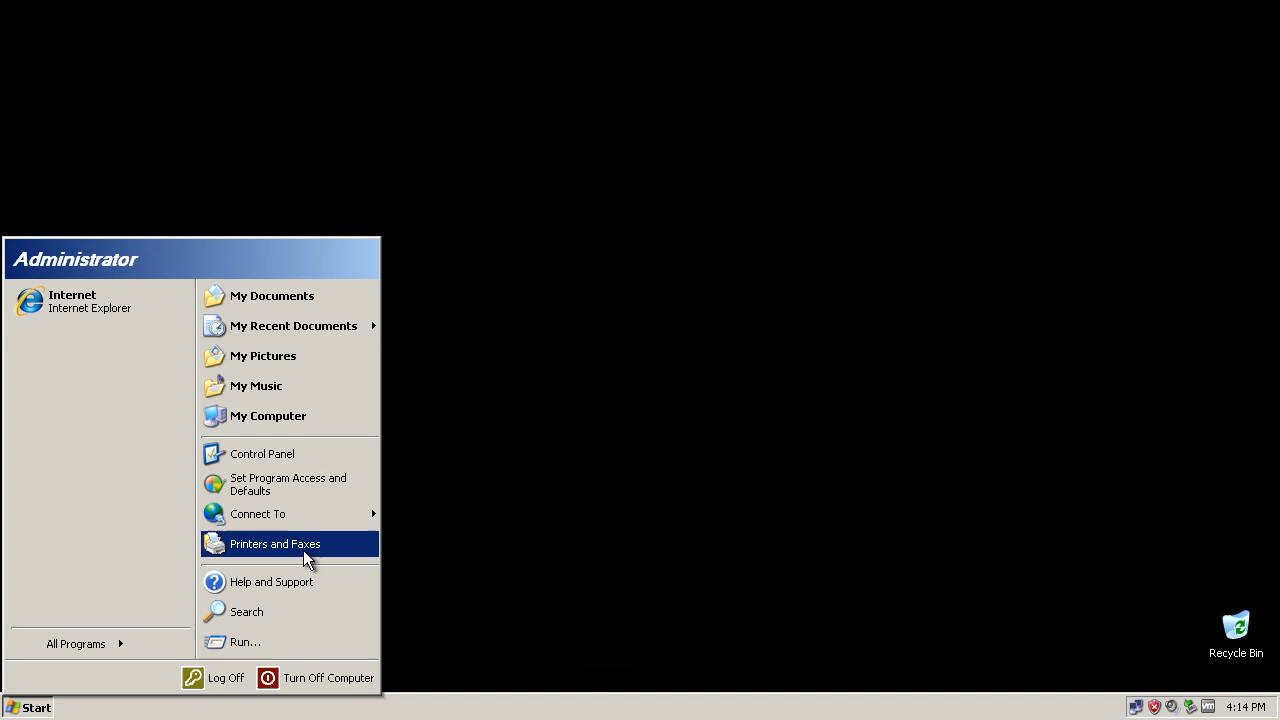 Administrator
Internet
Internet Explorer
My Documents
My Recent Documents
My Pictures
My Music
My Computer
Control Panel
Set Program Access and
Defaults
Connect To
Printers and Faxes
Help and Support
Search
Run...
All Programs
Log Off
Turn Off Computer
Recycle Bin
Start
vm
4:14 PM